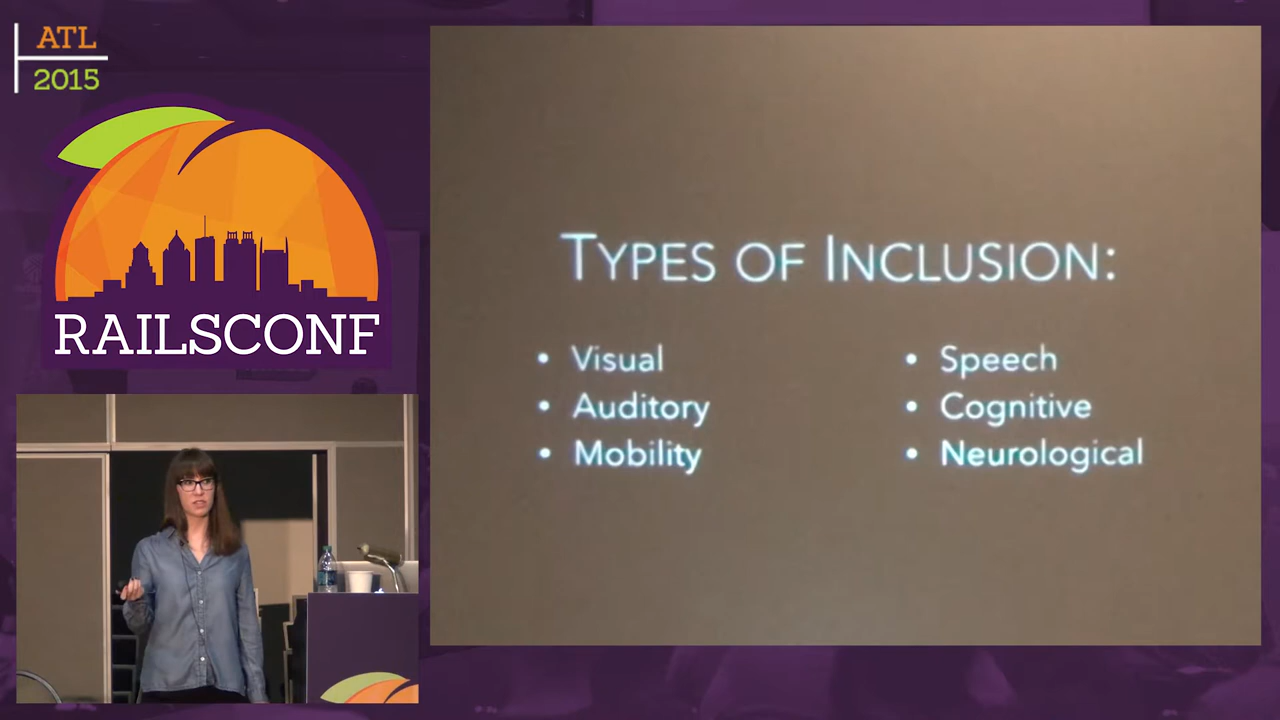 ATL
2015
RAILSCONF
TYPES OF INCLUSION:
• Visual
• Auditory
• Mobility
• Speech
• Cognitive
• Neurological